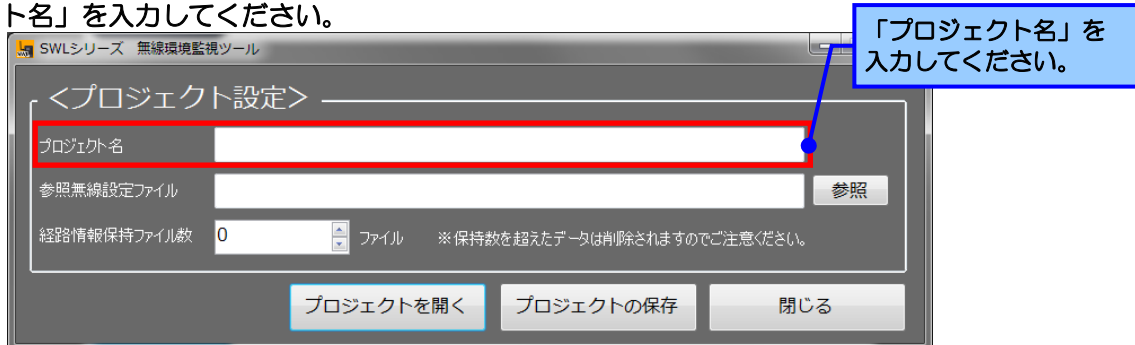 ト名」を入力してください。
「プロジェクト名」を
入力してください。
SWLシリーズ 無線環境監視ツール
<プロジェクト設定>
プロジェクト名
参照無線設定ファイル
参照
経路情報保持ファイル数
0
ファイル
※保持数を超えたデータは削除されますのでご注意ください。
プロジェクトを開く
プロジェクトの保存
閉じる